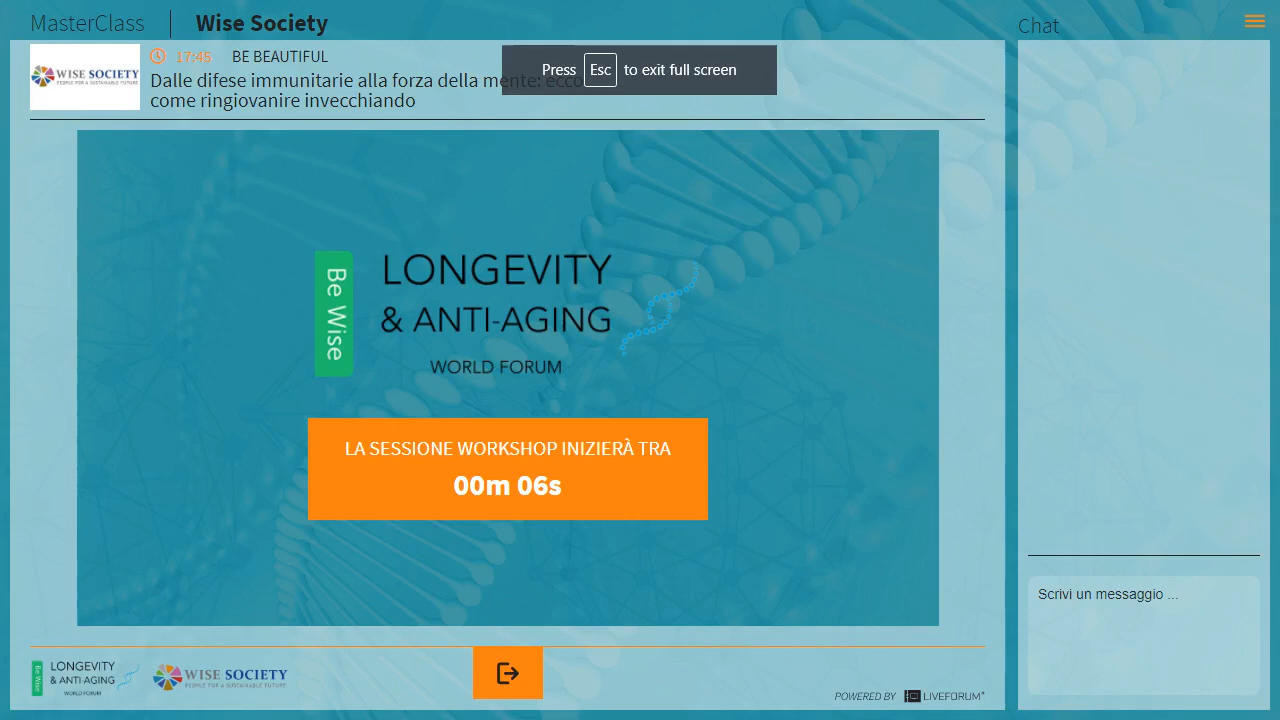 MasterClass
Wise Society
Chat
WISE SOCIETY
PEOPLE FOR A SUSTAINABLE FUTURE
17:45 BE BEAUTIFUL
Dalle difese immunitarie alla forza della mente: ecco
come ringiovanire invecchiando
Press Esc to exit full screen
Be Wise
LONGEVITY
& ANTI-AGING
WORLD FORUM
LA SESSIONE WORKSHOP INIZIERÀ TRA
00m 06s
Scrivi un messaggio ...
Be Wise
LONGEVITY
& ANTI-AGING
WORLD FORUM
WISE SOCIETY
PEOPLE FOR A SUSTAINABLE FUTURE
POWERED BY LIVEFORUM